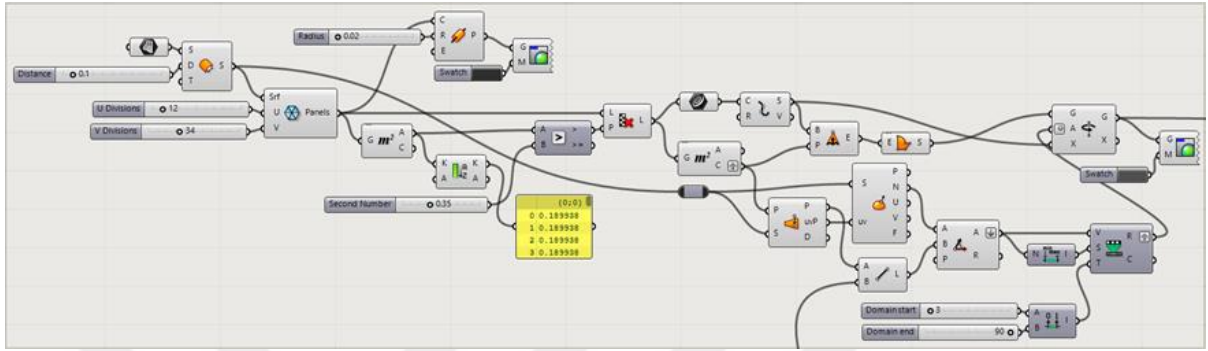 C
R
E
P
Radius
0.02
G
M
Swatch
S
D
T
S
Distance
0.1
Srf
U
V
Panels
U Divisions
12
V Divisions
34
G m² A
C
K
A
K
A
Second Number
0.35
{0;0}
0 0.189938
1 0.189938
2 0.189938
3 0.189938
A
B
>
>=
L
P
L
G m² A
C
C
R
S
V
B
P
E
E
S
P
S
P
uvP
D
S
uv
P
N
U
V
F
A
B
L
A
B
P
A
R
N
I
Domain start
3
Domain end
90
A
B
I
V
S
T
R
C
G
A
X
G
X
G
M
Swatch